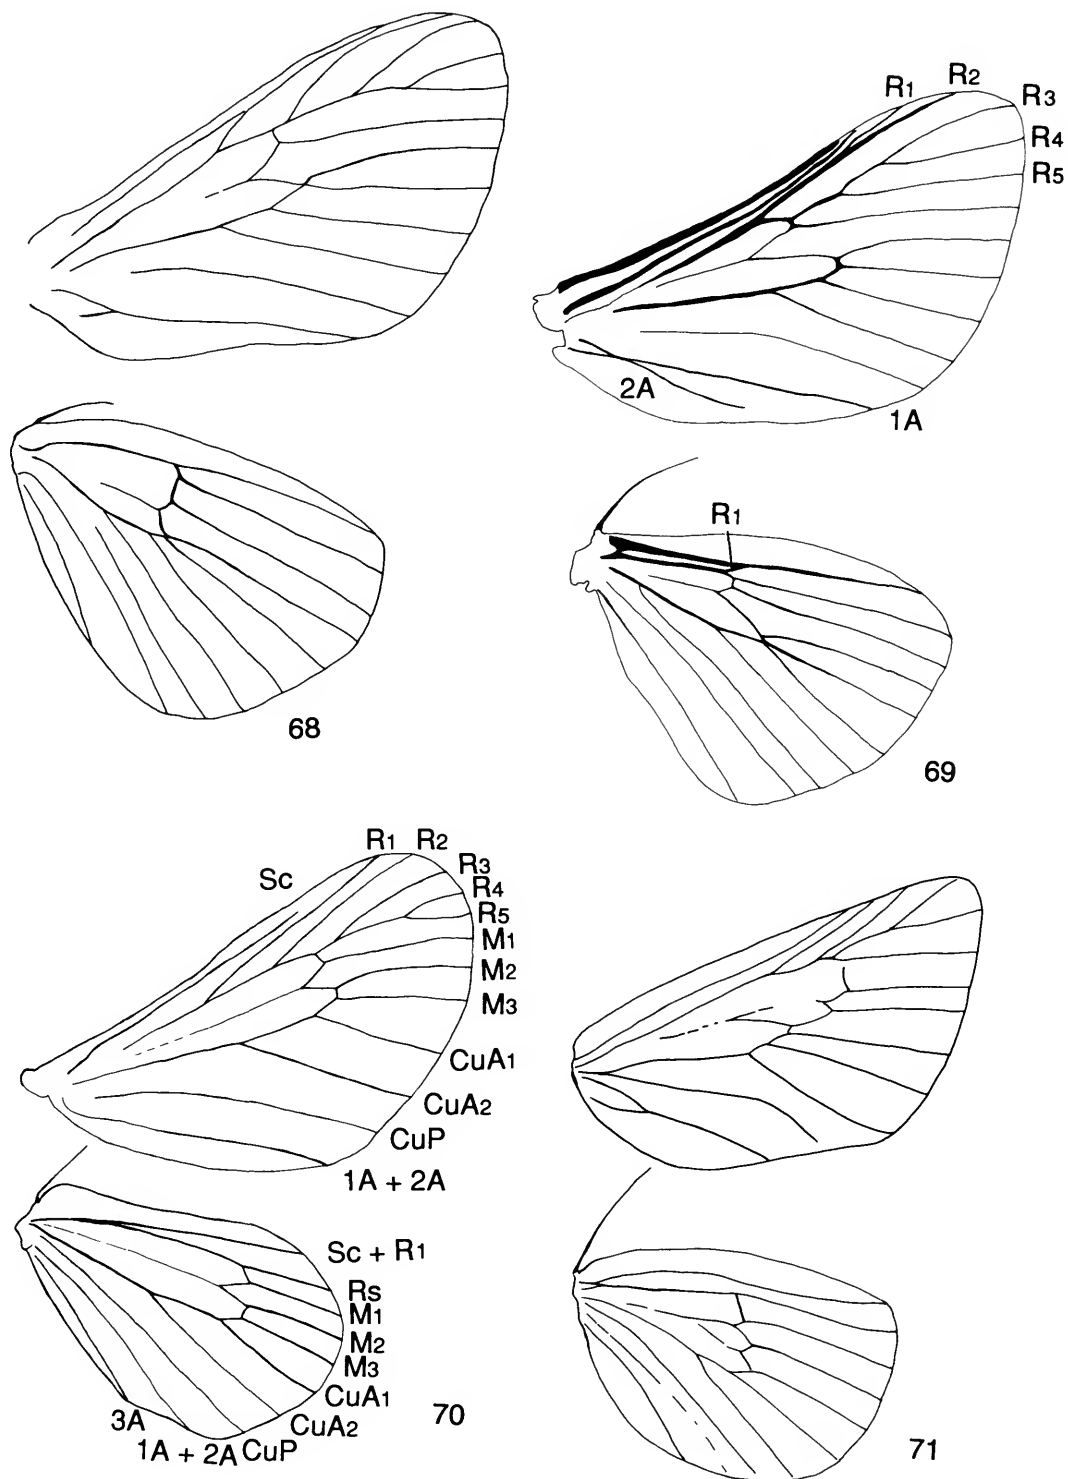 R1
R2
R3
R4
R5
2A
1A
R1
68
69
R1 R2
Sc
R3
R4
R5
M1
M2
M3
CuA1
CuA2
CuP
1A + 2A
Sc + R1
Rs
M1
M2
M3
CuA1
CuA2
CuP
1A + 2A
3A
70
71